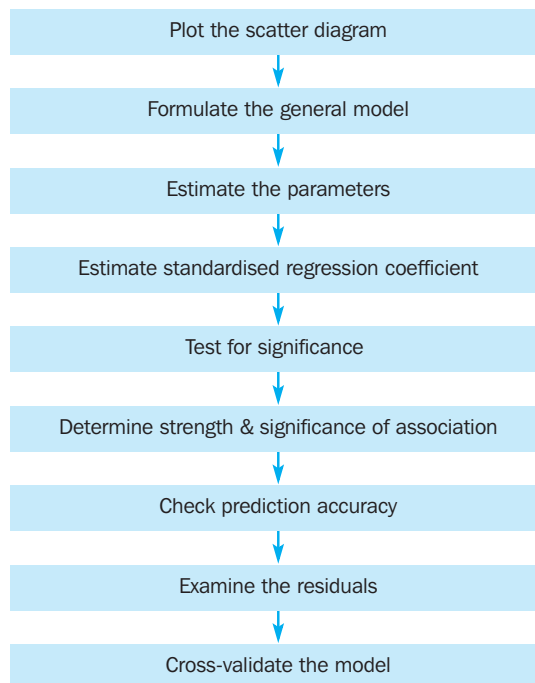 Plot the scatter diagram
Formulate the general model
Estimate the parameters
Estimate standardised regression coefficient
Test for significance
Determine strength & significance of association
Check prediction accuracy
Examine the residuals
Cross-validate the model